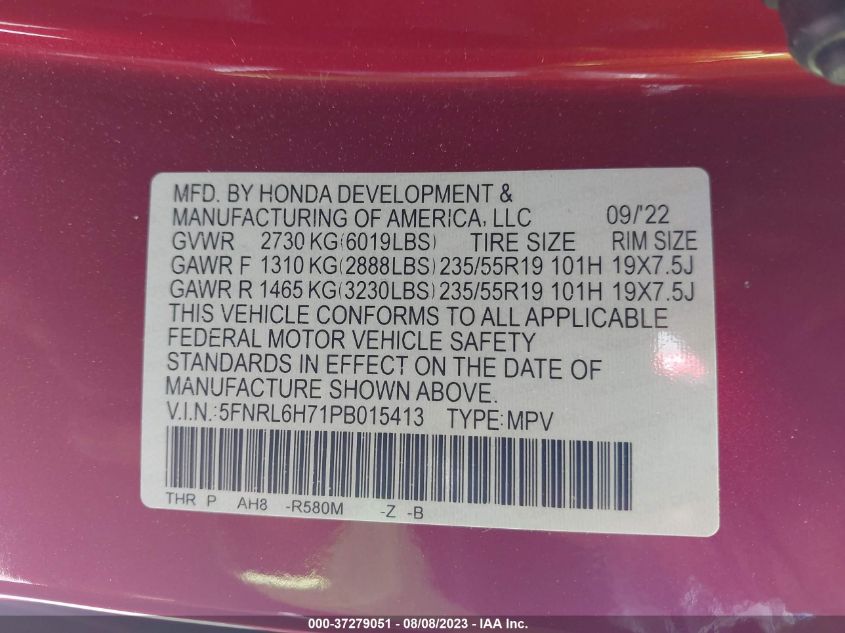 MFD. BY HONDA DEVELOPMENT &
MANUFACTURING OF AMERICA, LLC 09/'22
GVWR 2730 KG(6019LBS) TIRE SIZE RIM SIZE
GAWR F 1310 KG(2888LBS) 235/55R19 101H 19X7.5J
GAWR R 1465 KG(3230LBS) 235/55R19 101H 19X7.5J
THIS VEHICLE CONFORMS TO ALL APPLICABLE
FEDERAL MOTOR VEHICLE SAFETY
STANDARDS IN EFFECT ON THE DATE OF
MANUFACTURE SHOWN ABOVE.
V.I.N.:5FNRL6H71PB015413 TYPE:MPV
THR P AH8 -R580M -Z -B
000-37279051 - 08/08/2023 - IAAI.com